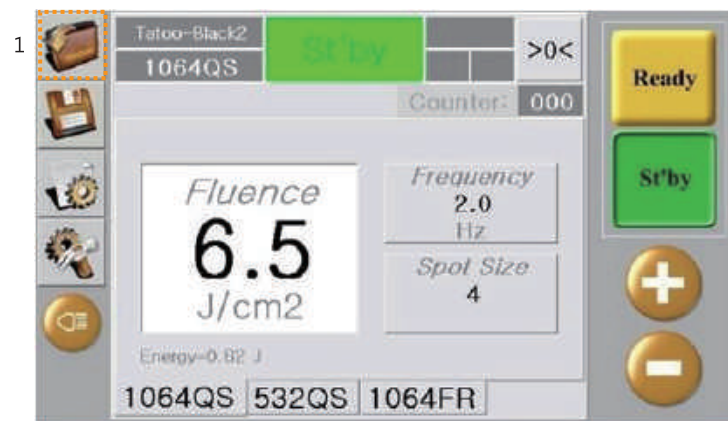 1
Tatoo-Black2
1064QS
St'by
>0<
Counter: 000
Ready
St'by
Fluence
6.5
J/cm2
Frequency
2.0
Hz
Spot Size
4
Energy=0.82 J
1064QS 532QS 1064FR